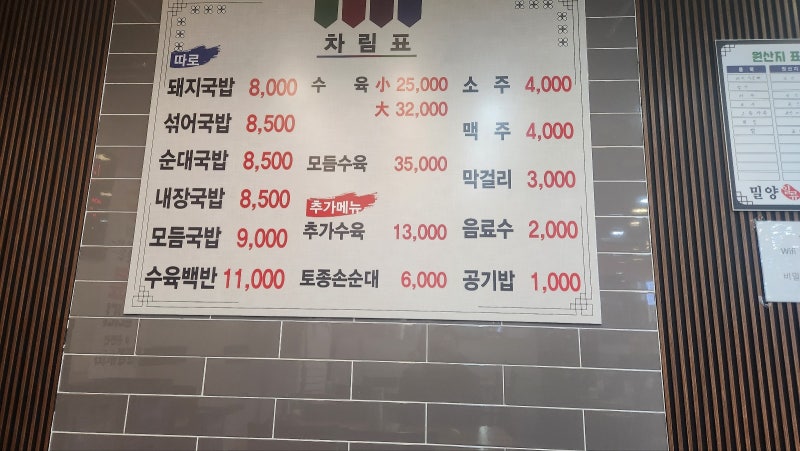 차림표
따로
돼지국밥 8,000
섞어국밥 8,500
순대국밥 8,500
내장국밥 8,500
모듬국밥 9,000
수육백반 11,000
수 육 小 25,000
大 32,000
모듬수육 35,000
추가메뉴
추가수육 13,000
토종손순대 6,000
소 주 4,000
맥 주 4,000
막걸리 3,000
음료수 2,000
공기밥 1,000
원산지 표
밀양
Wifi
비밀